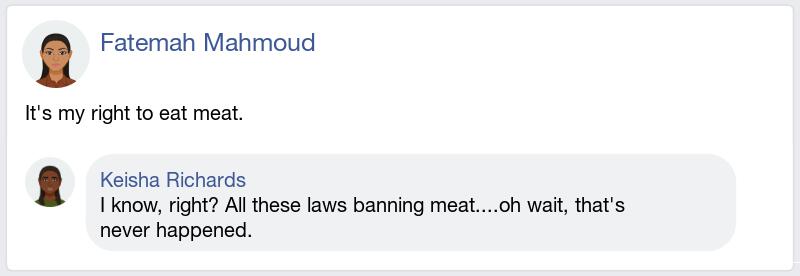 Fatemah Mahmoud
It's my right to eat meat.
Keisha Richards
I know, right? All these laws banning meat....oh wait, that's
never happened.